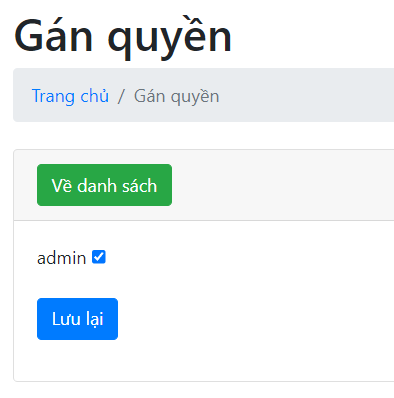 Gán quyền
Trang chủ / Gán quyền
Về danh sách
admin
Lưu lại